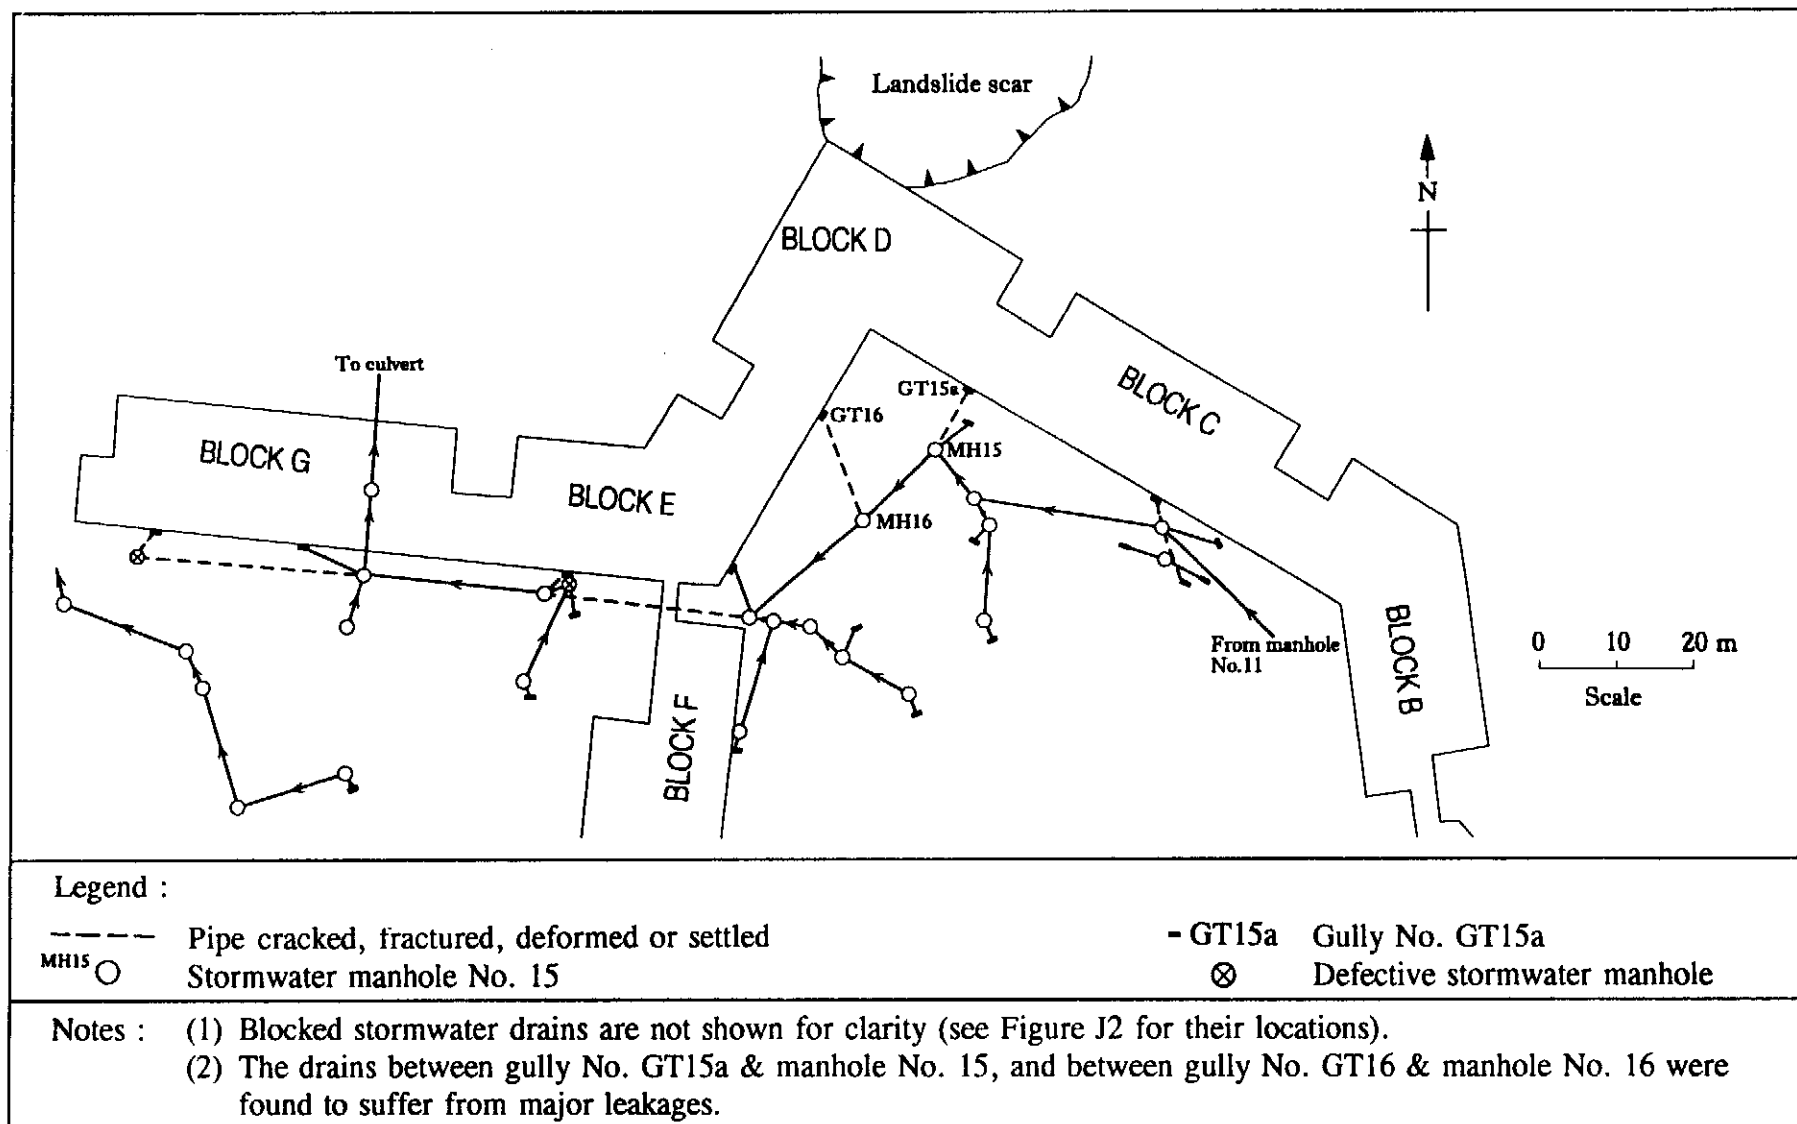 Landslide scar
N
BLOCK D
To culvert
GT15a
BLOCK C
GT16
BLOCK G
MH15
BLOCK E
MH16
From manhole
No.11
0 10 20 m
Scale
BLOCK B
BLOCK F
Legend :
Pipe cracked, fractured, deformed or settled
- GT15a Gully No. GT15a
MH15 Stormwater manhole No. 15
Defective stormwater manhole
Notes : (1) Blocked stormwater drains are not shown for clarity (see Figure J2 for their locations).
(2) The drains between gully No. GT15a & manhole No. 15, and between gully No. GT16 & manhole No. 16 were
found to suffer from major leakages.